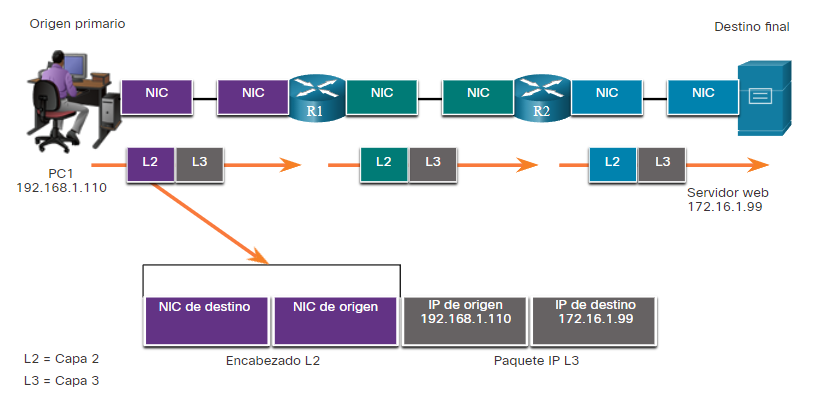 Origen primario
Destino final
NIC
NIC
NIC
NIC
NIC
NIC
R1
R2
L2
L3
L2
L3
L2
L3
PC1
192.168.1.110
Servidor web
172.16.1.99
NIC de destino
NIC de origen
IP de origen
192.168.1.110
IP de destino
172.16.1.99
L2 = Capa 2
Encabezado L2
Paquete IP L3
L3 = Capa 3